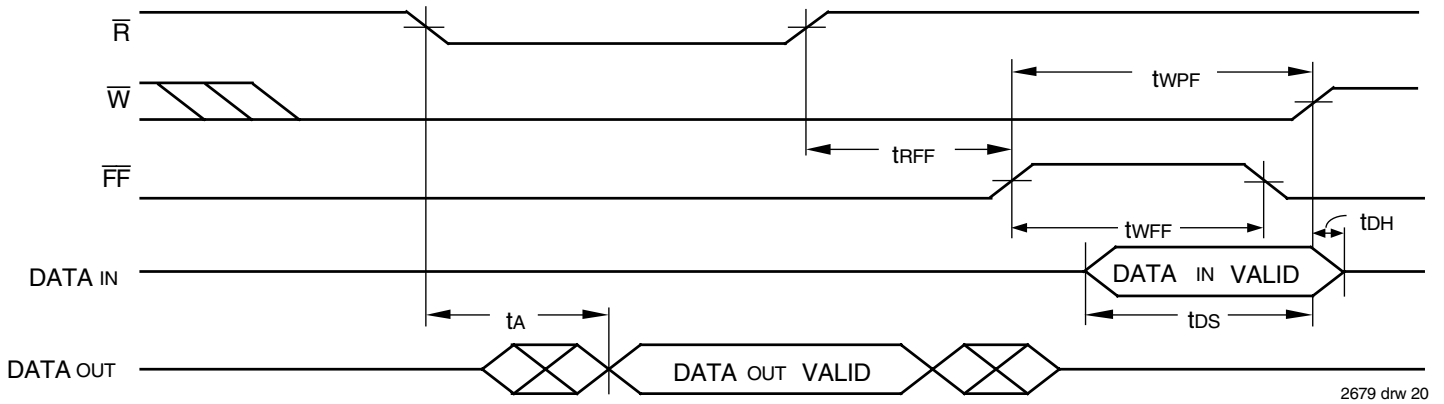 R̅
W̅
tWPF
tRFF
F̅F̅
tWFF
tDH
DATA IN
DATA IN VALID
tA
tDS
DATA OUT
DATA OUT VALID
2679 drw 20